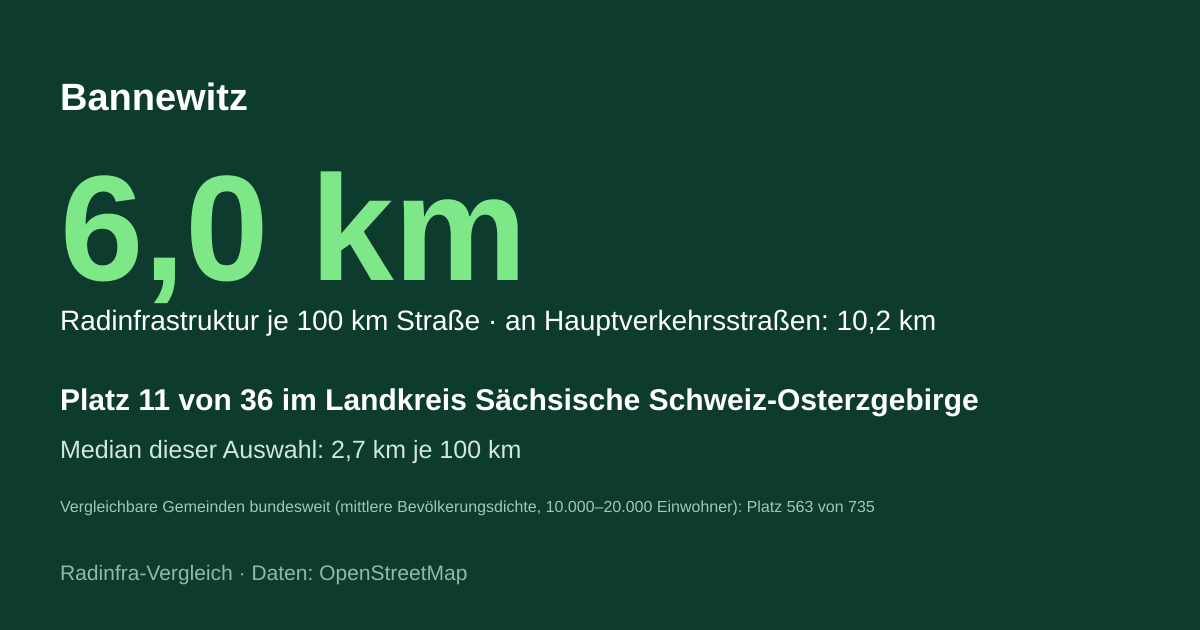 Bannewitz
6,0 km
Radinfrastruktur je 100 km Straße · an Hauptverkehrsstraßen: 10,2 km
Platz 11 von 36 im Landkreis Sächsische Schweiz-Osterzgebirge
Median dieser Auswahl: 2,7 km je 100 km
Vergleichbare Gemeinden bundesweit (mittlere Bevölkerungsdichte, 10.000–20.000 Einwohner): Platz 563 von 735
Radinfra-Vergleich · Daten: OpenStreetMap